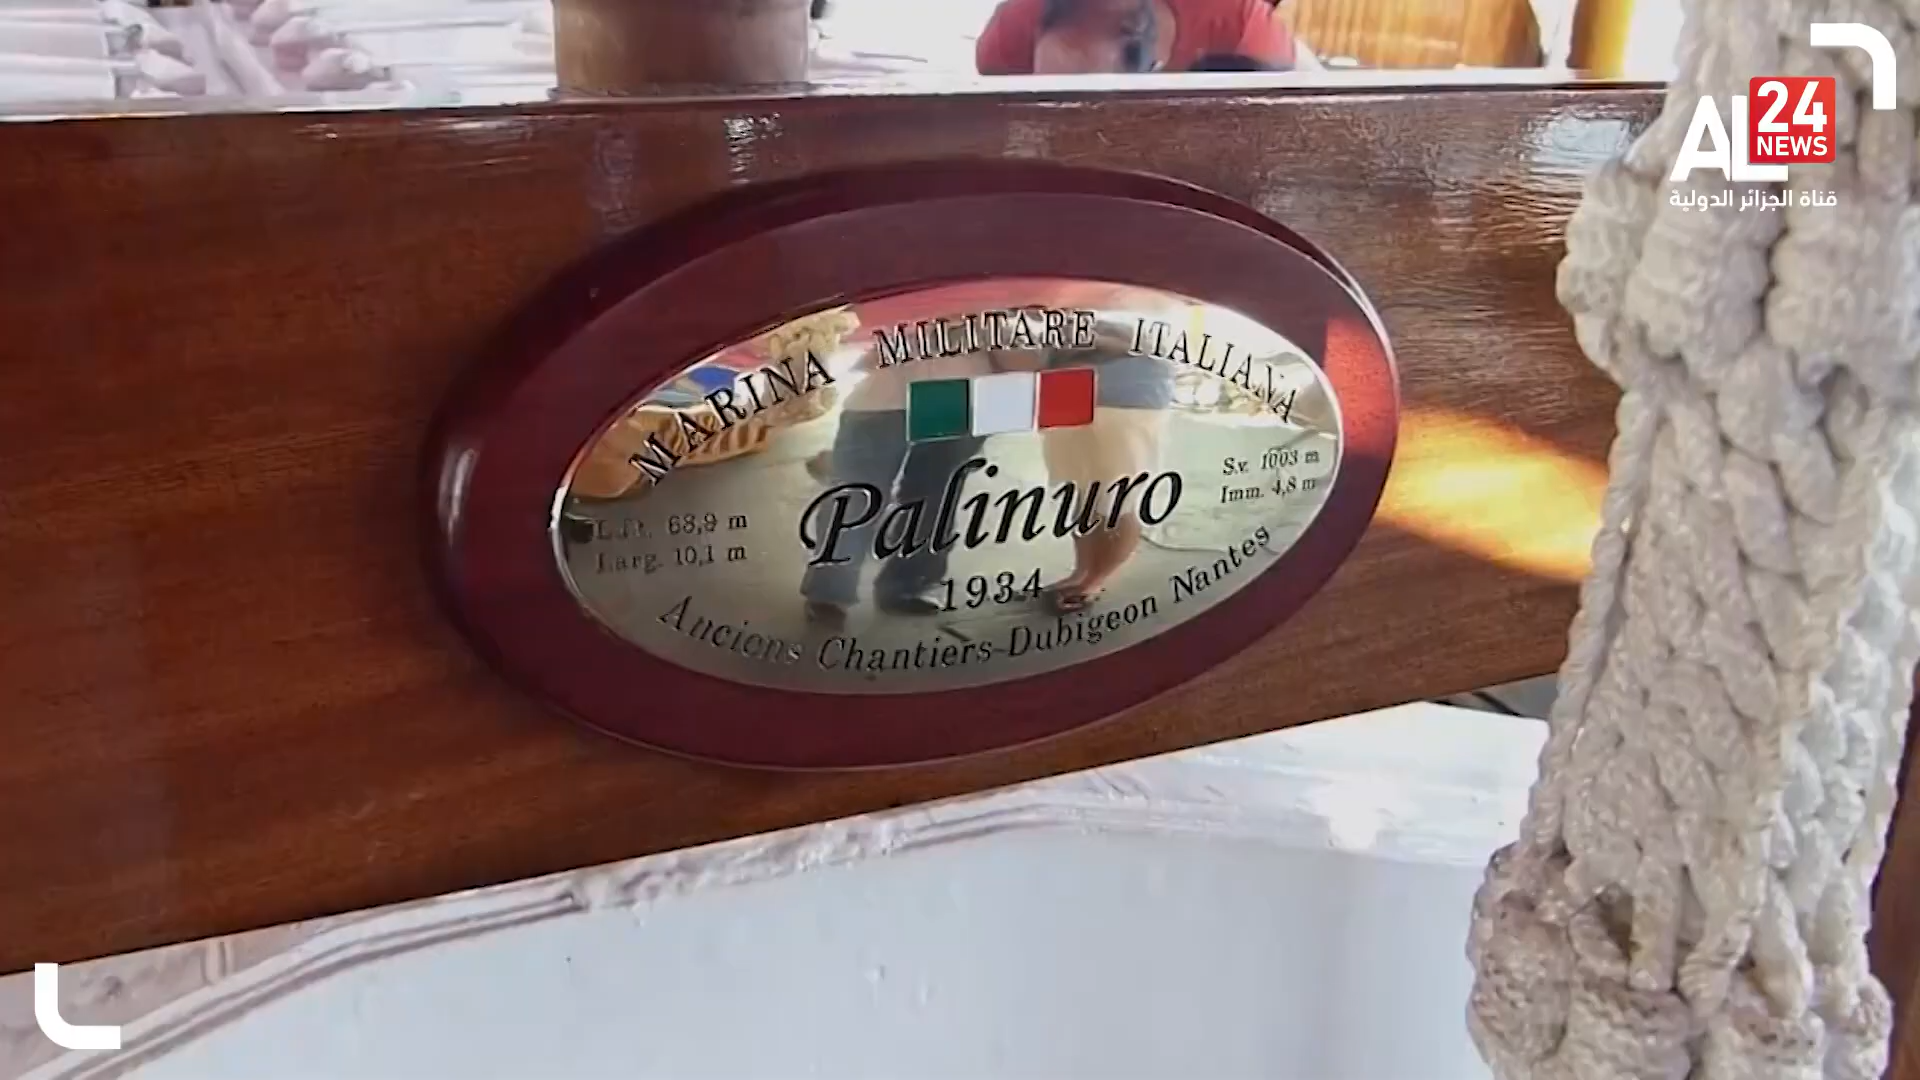 AL
24
NEWS
قناة الجزائر الدولية
MARINA MILITARE ITALIANA
S.v. 1003 m
Imm. 4,8 m
68,9 m
Larg. 10,1 m
Palinuro
1934
Anciens Chantiers-Dubigeon Nantes